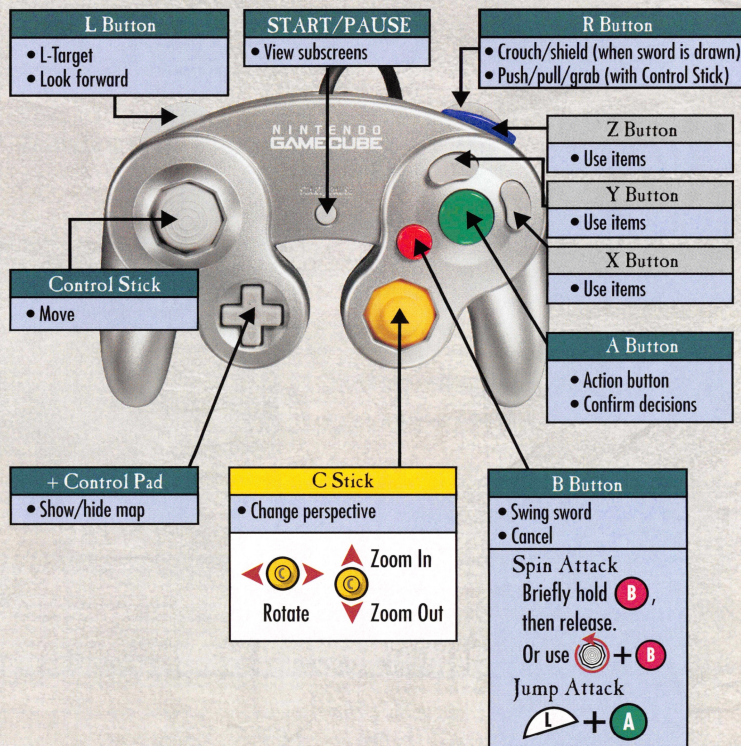 L Button
• L-Target
• Look forward
START/PAUSE
• View subscreens
R Button
• Crouch/shield (when sword is drawn)
• Push/pull/grab (with Control Stick)
NINTENDO
GAMECUBE
Z Button
• Use items
Y Button
• Use items
X Button
• Use items
Control Stick
• Move
A Button
• Action button
• Confirm decisions
+ Control Pad
• Show/hide map
C Stick
• Change perspective
C
Rotate
C
Zoom In
Zoom Out
B Button
• Swing sword
• Cancel
Spin Attack
Briefly hold B ,
then release.
Or use + B
Jump Attack
L + A